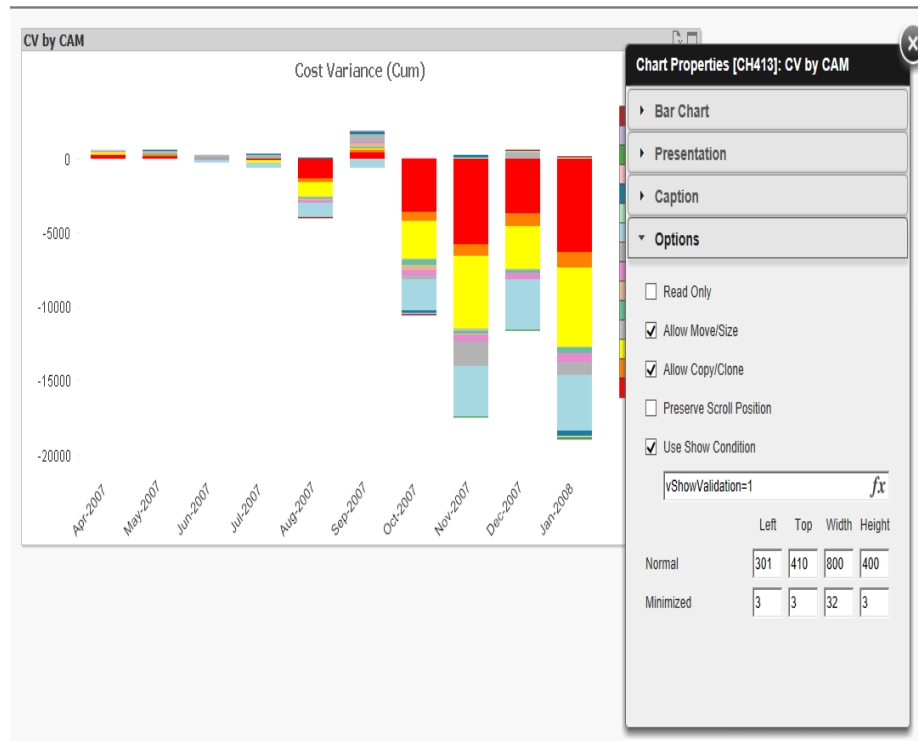 CV by CAM
Cost Variance (Cum)
0
-5000
-10000
-15000
-20000
Apr-2007
May-2007
Jun-2007
Jul-2007
Aug-2007
Sep-2007
Oct-2007
Nov-2007
Dec-2007
Jan-2008
Chart Properties [CH413]: CV by CAM
Bar Chart
Presentation
Caption
Options
Read Only
Allow Move/Size
Allow Copy/Clone
Preserve Scroll Position
Use Show Condition
vShowValidation=1 fx
Left Top Width Height
Normal 301 410 800 400
Minimized 3 3 32 3